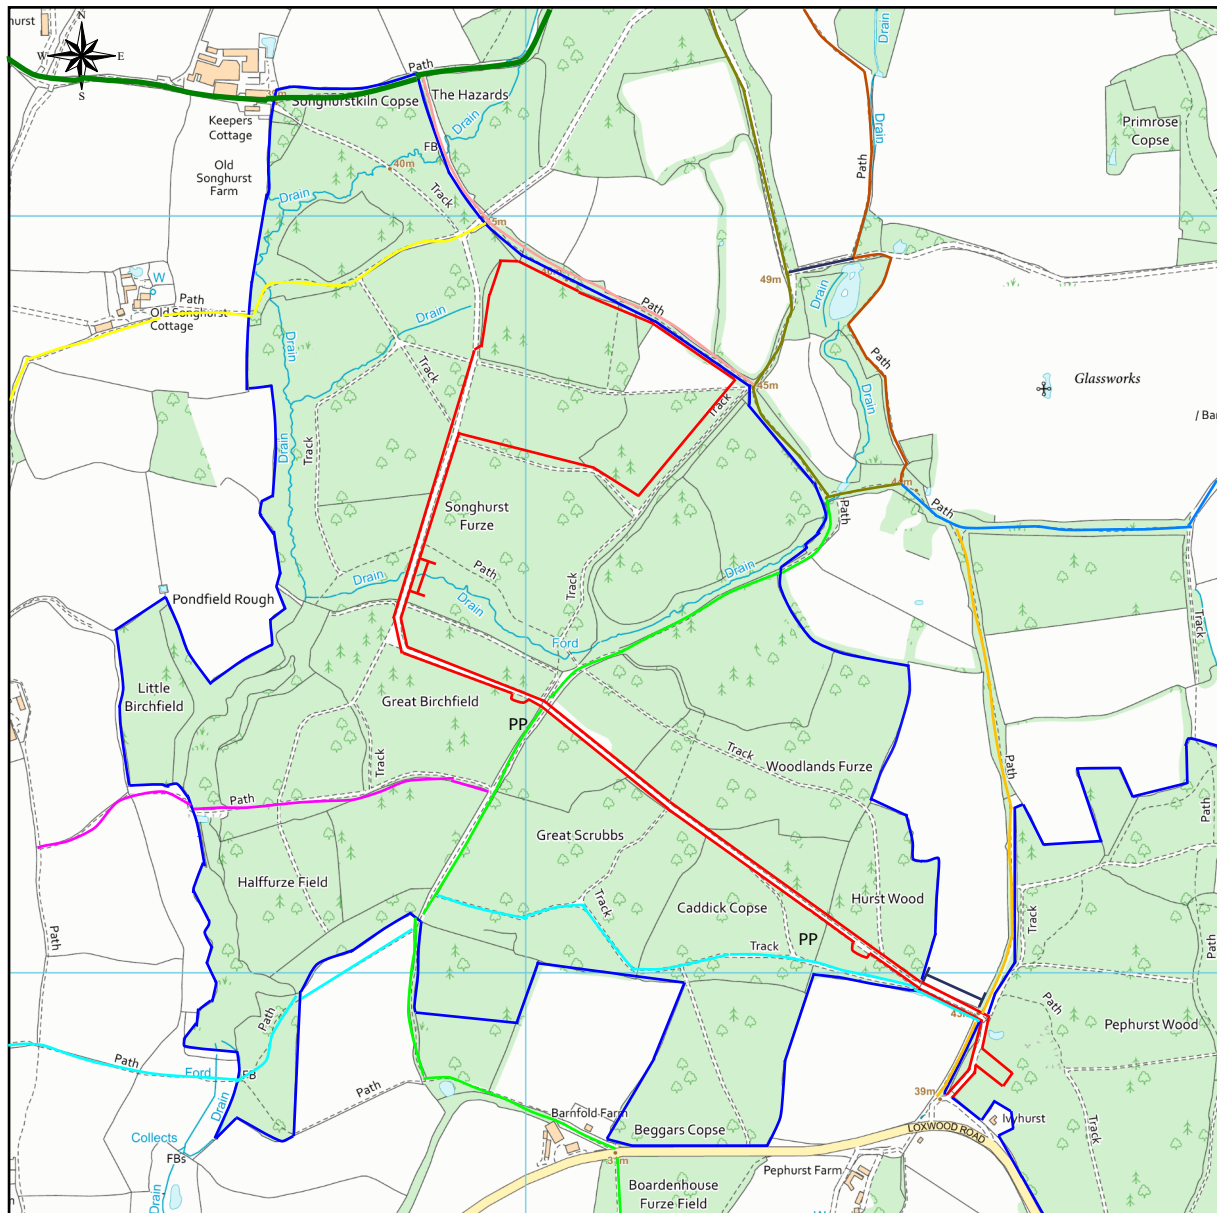 hurst
N
W
E
S
Path
Songhurstkiln Copse
The Hazards
Drain
Drain
Drain
Keepers
Cottage
FB
40m
Primrose
Copse
Old
Songhurst
Farm
Drain
Track
Path
45m
W
Path
Old Songhurst
Cottage
49m
Drain
Path
Drain
Drain
Path
Track
Glassworks
45m
Track
Drain
/ Bar
Drain
Track
Songhurst
Furze
Path
Path
Path
Drain
Drain
Drain
Track
Pondfield Rough
Track
Ford
Little
Birchfield
Great Birchfield
PP
Track
Track
Woodlands Furze
Path
Path
Path
Great Scrubbs
Halffurze Field
Track
Caddick Copse
Hurst Wood
Track
Path
Track
PP
Path
Path
Path
Pephurst Wood
43m
Path
Ford
FB
Path
Drain
39m
Barnfold Farm
Ivyhurst
Track
Beggars Copse
LOXWOOD ROAD
Collects
FBs
37m
Pephurst Farm
Drain
Boardenhouse
Furze Field